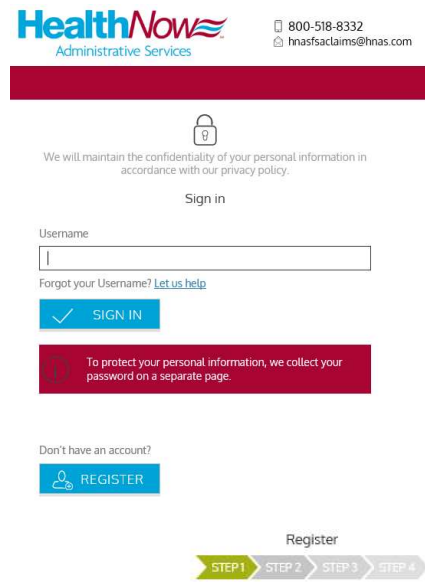 HealthNow
Administrative Services
800-518-8332
hnasfsaclaims@hnas.com
We will maintain the confidentiality of your personal information in
accordance with our privacy policy.
Sign in
Username
Forgot your Username? Let us help
SIGN IN
To protect your personal information, we collect your
password on a separate page.
Don't have an account?
REGISTER
Register
STEP1 STEP 2 STEP 3 STEP 4